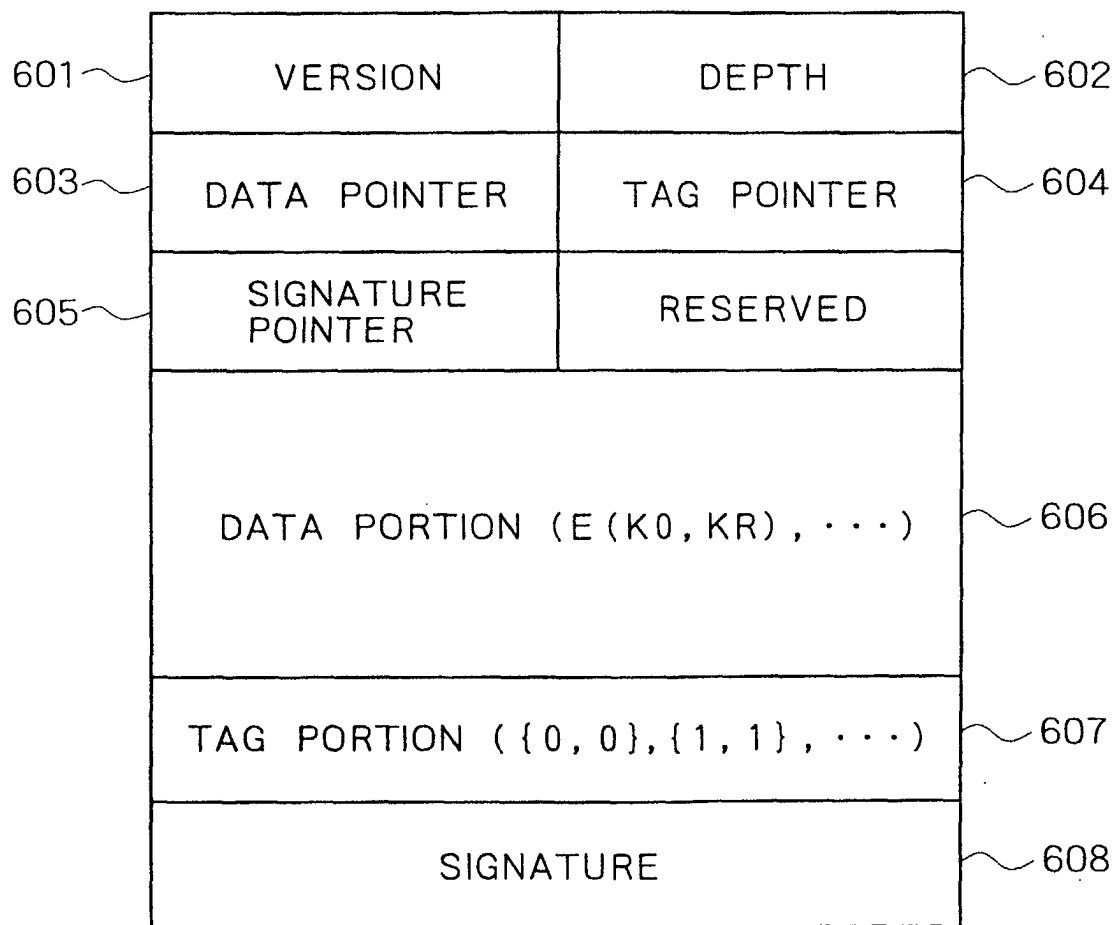 601 VERSION DEPTH 602
603 DATA POINTER TAG POINTER 604
605 SIGNATURE POINTER RESERVED
DATA PORTION (E(K0,KR), ···) 606
TAG PORTION ({0,0},{1,1}, ···) 607
SIGNATURE 608